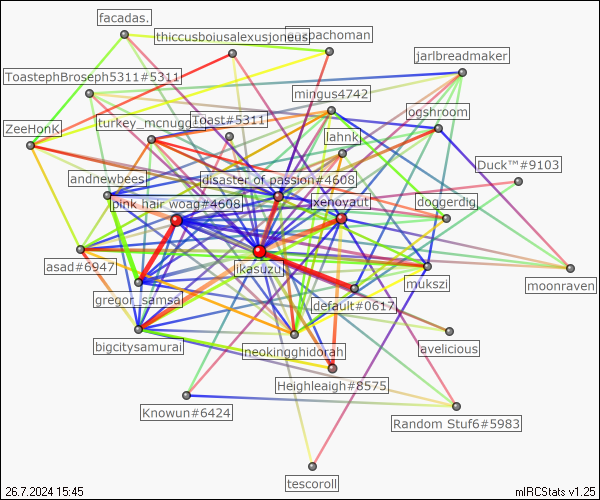 facadas.
thiccusboiusalexusjoneus
pachoman
jarlbreadmaker
ToastephBroseph5311#5311
mingus4742
ogshroom
ZeeHonK
turkey_mcnugg
Toast#5311
lahnk
Duck™#9103
andnewbees
disaster of passion#4608
pink hair woag#4608
xenoyaut
doggerdig
asad#6947
ikasuzu
mukszi
moonraven
gregor_samsa
default#0617
bigcitysamurai
neokingghidorah
avelicious
Heighleigh#8575
Knowun#6424
Random Stuf6#5983
tescoroll
26.7.2024 15:45
mIRCStats v1.25